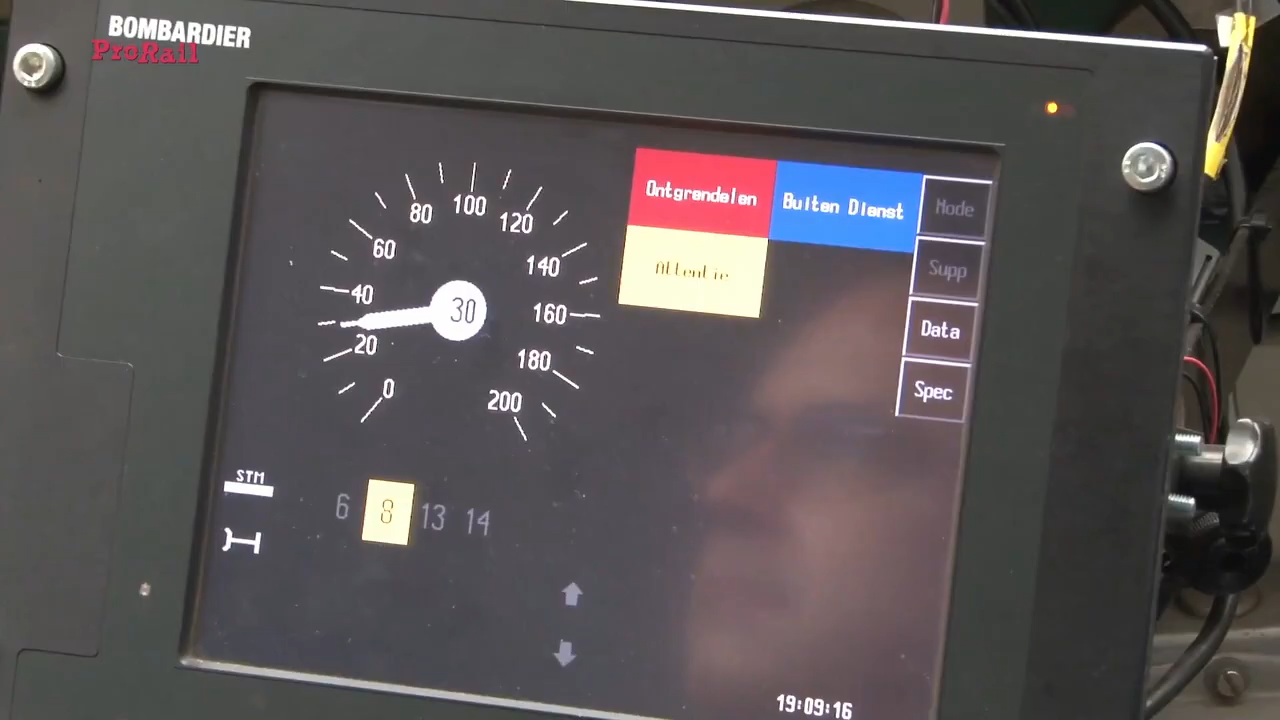 BOMBARDIER
ProRail
80 100 120
60 140
40 30 160
20 180
0 200
Ontgrendelen Buiten Dienst Mode
Attentie Supp
Data
Spec
STM
6 8 13 14
19:09:16